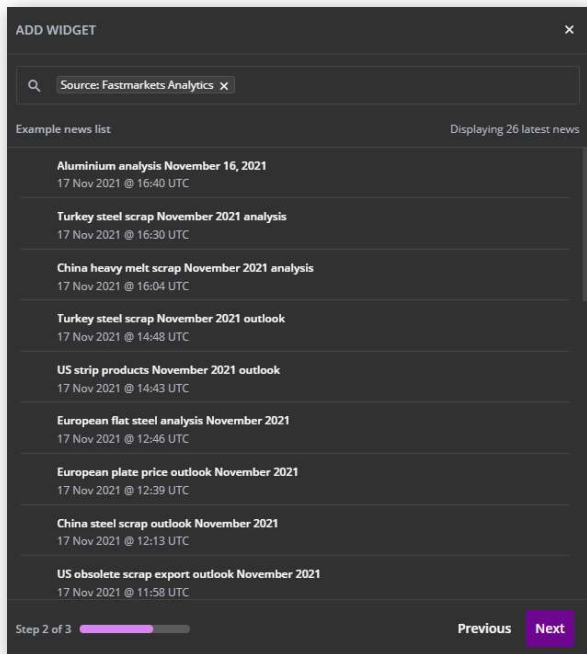 ADD WIDGET ×
Source: Fastmarkets Analytics ×
Example news list Displaying 26 latest news
Aluminium analysis November 16, 2021
17 Nov 2021 @ 16:40 UTC
Turkey steel scrap November 2021 analysis
17 Nov 2021 @ 16:30 UTC
China heavy melt scrap November 2021 analysis
17 Nov 2021 @ 16:04 UTC
Turkey steel scrap November 2021 outlook
17 Nov 2021 @ 14:48 UTC
US strip products November 2021 outlook
17 Nov 2021 @ 14:43 UTC
European flat steel analysis November 2021
17 Nov 2021 @ 12:46 UTC
European plate price outlook November 2021
17 Nov 2021 @ 12:39 UTC
China steel scrap outlook November 2021
17 Nov 2021 @ 12:13 UTC
US obsolete scrap export outlook November 2021
17 Nov 2021 @ 11:58 UTC
Step 2 of 3 Previous Next